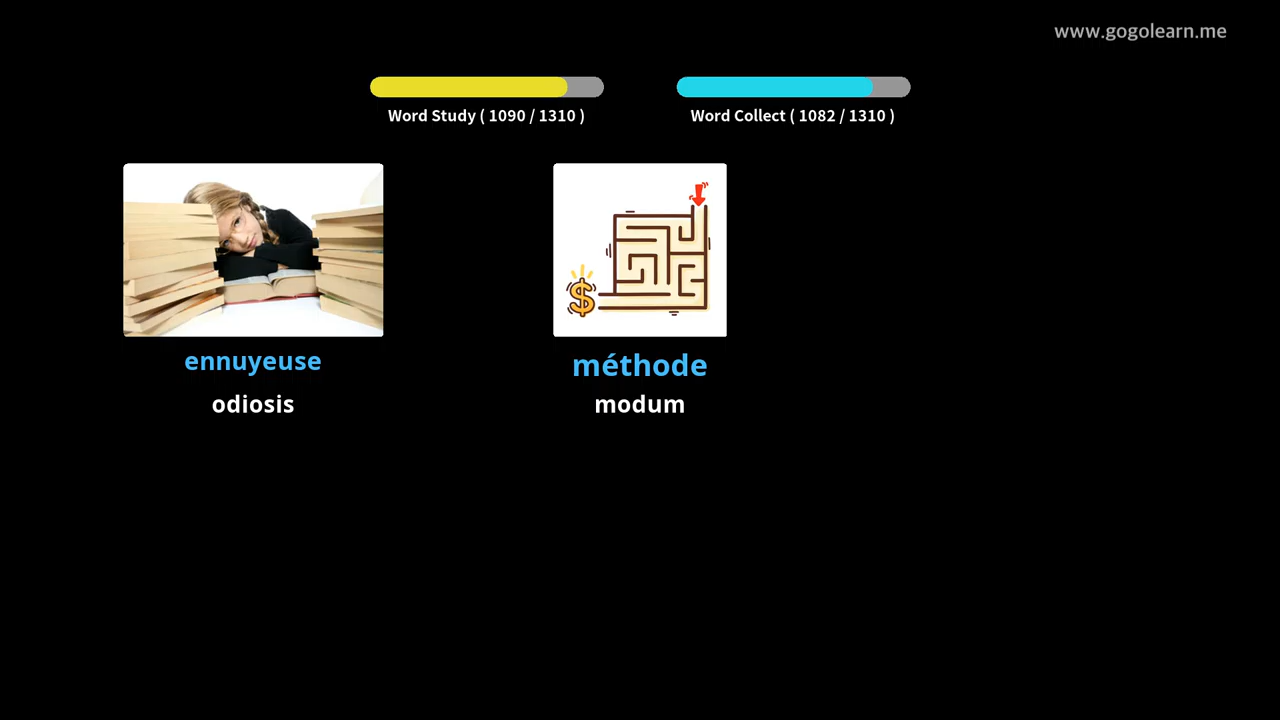 www.gogolearn.me
Word Study ( 1090 / 1310 )
Word Collect ( 1082 / 1310 )
ennuyeuse
odiosis
méthode
modum